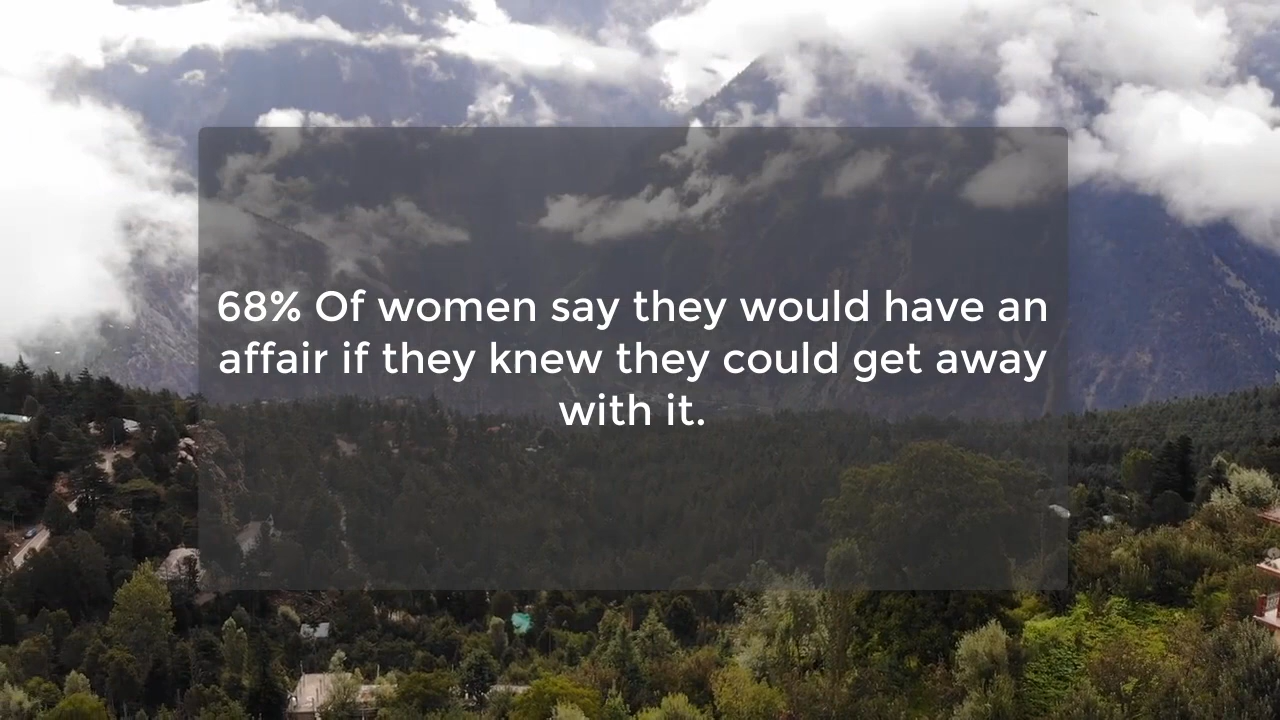 68% Of women say they would have an
affair if they knew they could get away
with it.